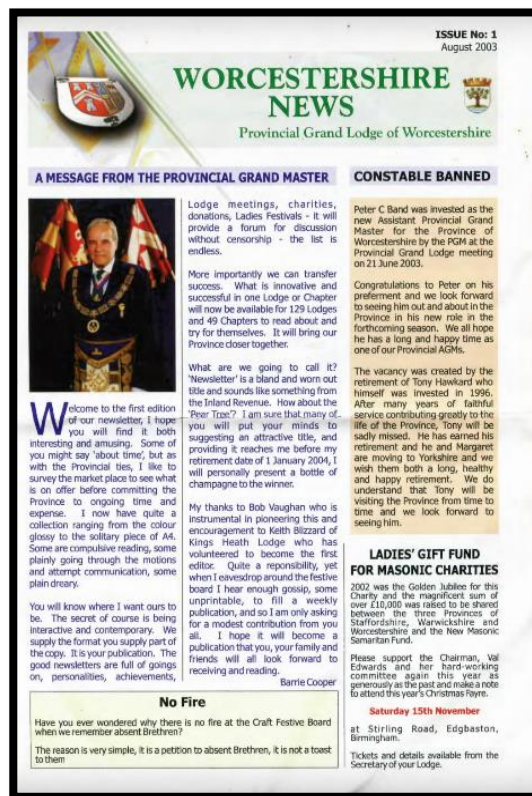 ISSUE No: 1
August 2003
WORCESTERSHIRE
NEWS
Provincial Grand Lodge of Worcestershire
A MESSAGE FROM THE PROVINCIAL GRAND MASTER
Welcome to the first edition
of our newsletter, I hope
you will find it both
interesting and amusing. Some of
you might say 'about time', but as
with the Provincial ties, I like to
survey the market place to see what
is on offer before committing the
Province to ongoing time and
expense. I now have quite a
collection ranging from the colour
glossy to the solitary piece of A4.
Some are compulsive reading, some
plainly going through the motions
and attempt communication, some
plain dreary.
You will know where I want ours to
be. The secret of course is being
interactive and contemporary. We
supply the format you supply part of
the copy. It is your publication. The
good newsletters are full of goings
on, personalities, achievements,
Lodge meetings, charities,
donations, Ladies Festivals - it will
provide a forum for discussion
without censorship - the list is
endless.
More importantly we can transfer
success. What is innovative and
successful in one Lodge or Chapter
will now be available for 129 Lodges
and 49 Chapters to read about and
try for themselves. It will bring our
Province closer together.
What are we going to call it?
'Newsletter' is a bland and worn out
title and sounds like something from
the Inland Revenue. How about the
'Pear Tree'? I am sure that many of
you will put your minds to
suggesting an attractive title, and
providing it reaches me before my
retirement date of 1 January 2004, I
will personally present a bottle of
champagne to the winner.
My thanks to Bob Vaughan who is
instrumental in pioneering this and
encouragement to Keith Blizzard of
Kings Heath Lodge who has
volunteered to become the first
editor. Quite a reponsibility, yet
when I eavesdrop around the festive
board I hear enough gossip, some
unprintable, to fill a weekly
publication, and so I am only asking
for a modest contribution from you
all. I hope it will become a
publication that you, your family and
friends will all look forward to
receiving and reading.
Barrie Cooper
No Fire
Have you ever wondered why there is no fire at the Craft Festive Board
when we remember absent Brethren?
The reason is very simple, it is a petition to absent Brethren, it is not a toast
to them
CONSTABLE BANNED
Peter C Band was invested as the
new Assistant Provincial Grand
Master for the Province of
Worcestershire by the PGM at the
Provincial Grand Lodge meeting
on 21 June 2003.
Congratulations to Peter on his
preferment and we look forward
to seeing him out and about in the
Province in his new role in the
forthcoming season. We all hope
he has a long and happy time as
one of our Provincial AGMs.
The vacancy was created by the
retirement of Tony Hawkard who
himself was invested in 1996.
After many years of faithful
service contributing greatly to the
life of the Province, Tony will be
sadly missed. He has earned his
retirement and he and Margaret
are moving to Yorkshire and we
wish them both a long, healthy
and happy retirement. We do
understand that Tony will be
visiting the Province from time to
time and we look forward to
seeing him.
LADIES' GIFT FUND
FOR MASONIC CHARITIES
2002 was the Golden Jubilee for this
Charity and the magnificent sum of
over £10,000 was raised to be shared
between the three Provinces of
Staffordshire, Warwickshire and
Worcestershire and the New Masonic
Samaritan Fund.
Please support the Chairman, Val
Edwards and her hard-working
committee again this year as
generously as the past and make a note
to attend this year's Christmas Fayre.
Saturday 15th November
at Stirling Road, Edgbaston,
Birmingham.
Tickets and details available from the
Secretary of your Lodge.